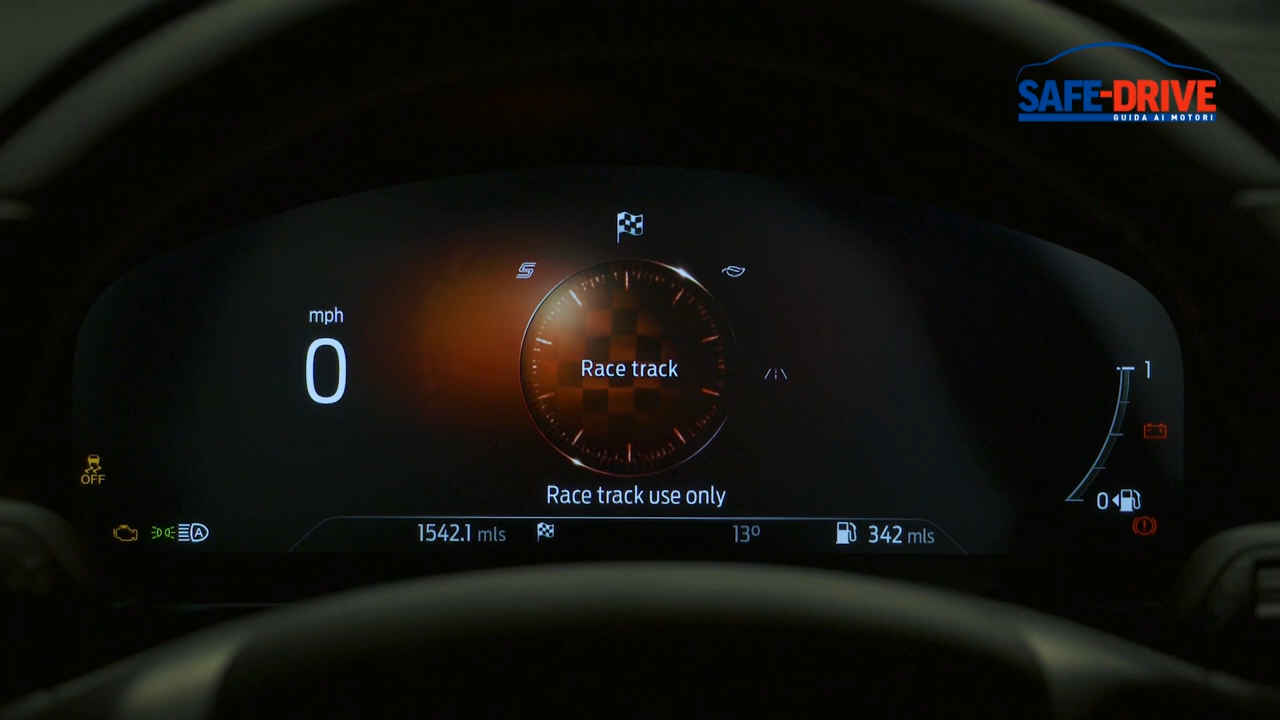 SAFE-DRIVE
GUIDA AI MOTORI
mph
0
Race track
1
OFF
Race track use only
0
A
1542.1 mls
13º
342 mls